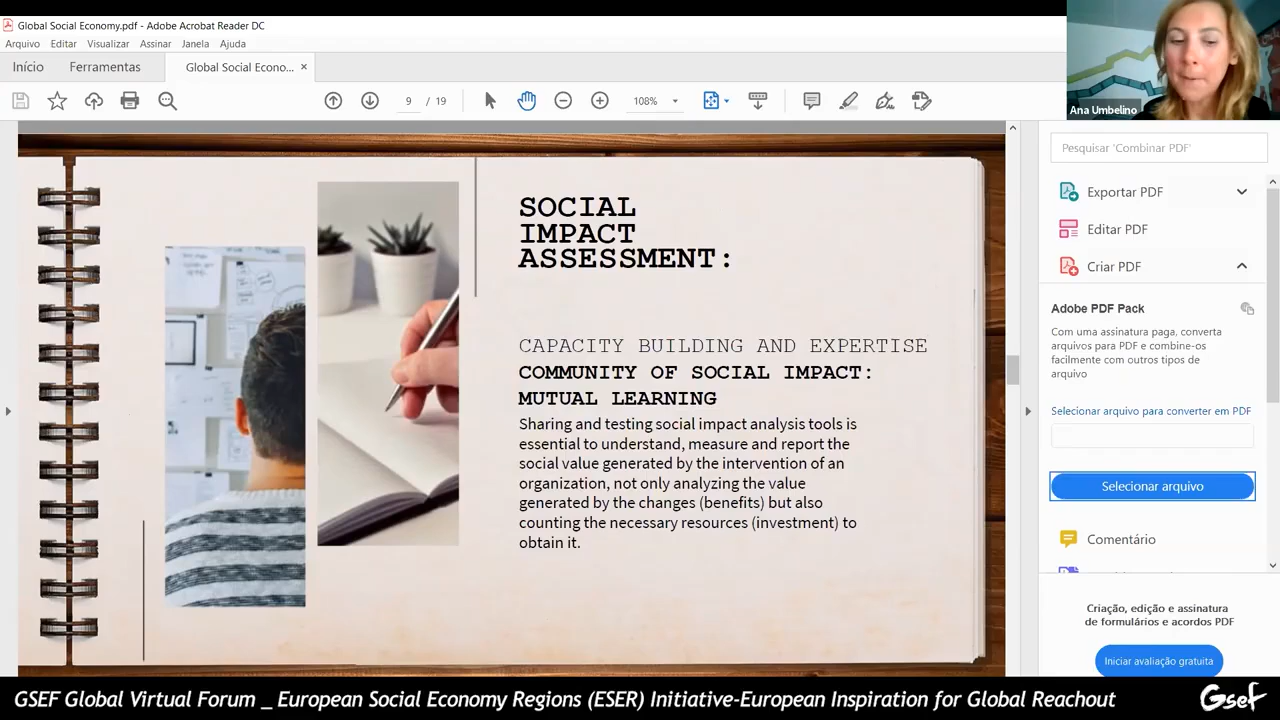 Global Social Economy.pdf - Adobe Acrobat Reader DC
Arquivo Editar Visualizar Assinar Janela Ajuda
Início Ferramentas Global Social Econo... ×
9 / 19 108%
Ana Umbelino
Pesquisar 'Combinar PDF'
Exportar PDF
Editar PDF
Criar PDF
Adobe PDF Pack
Com uma assinatura paga, converta
arquivos para PDF e combine-os
facilmente com outros tipos de
arquivo
Selecionar arquivo para converter em PDF
Selecionar arquivo
Comentário
Criação, edição e assinatura
de formulários e acordos PDF
Iniciar avaliação gratuita
SOCIAL
IMPACT
ASSESSMENT:
CAPACITY BUILDING AND EXPERTISE
COMMUNITY OF SOCIAL IMPACT:
MUTUAL LEARNING
Sharing and testing social impact analysis tools is
essential to understand, measure and report the
social value generated by the intervention of an
organization, not only analyzing the value
generated by the changes (benefits) but also
counting the necessary resources (investment) to
obtain it.
GSEF Global Virtual Forum _ European Social Economy Regions (ESER) Initiative-European Inspiration for Global Reachout
Gsef